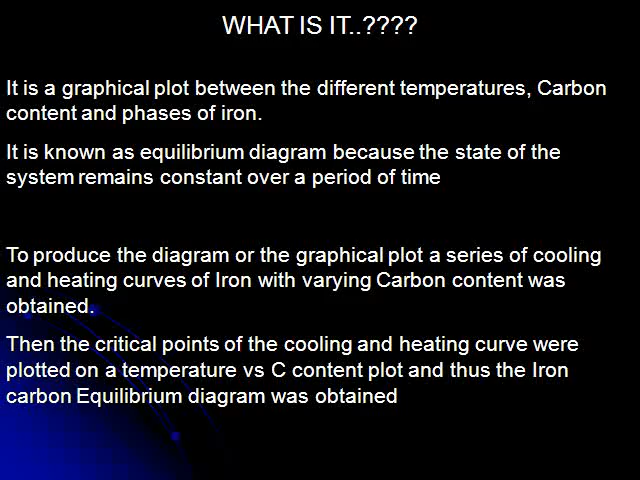 WHAT IS IT..????
It is a graphical plot between the different temperatures, Carbon
content and phases of iron.
It is known as equilibrium diagram because the state of the
system remains constant over a period of time
To produce the diagram or the graphical plot a series of cooling
and heating curves of Iron with varying Carbon content was
obtained.
Then the critical points of the cooling and heating curve were
plotted on a temperature vs C content plot and thus the Iron
carbon Equilibrium diagram was obtained